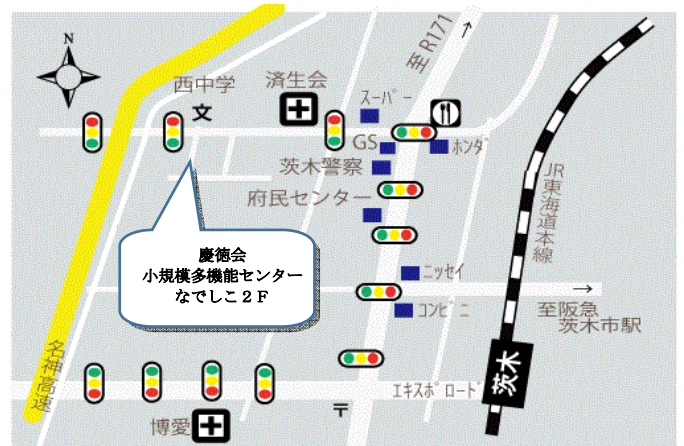 N
西中学
文
済生会
至 R171
→
スーパー
GS
ホンダ
茨木警察
府民センター
慶徳会
小規模多機能センター
なでしこ２Ｆ
ニッセイ
コンビニ
→
至阪急
茨木市駅
JR東海道本線
名神高速
エキスポロード
茨木
〒
博愛